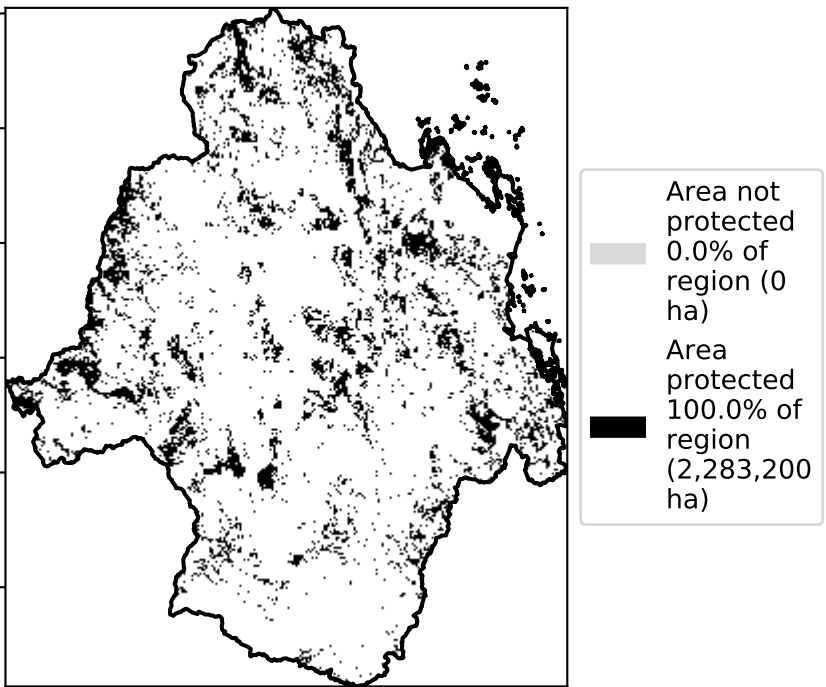 Area not
protected
0.0% of
region (0
ha)
Area
protected
100.0% of
region
(2,283,200
ha)